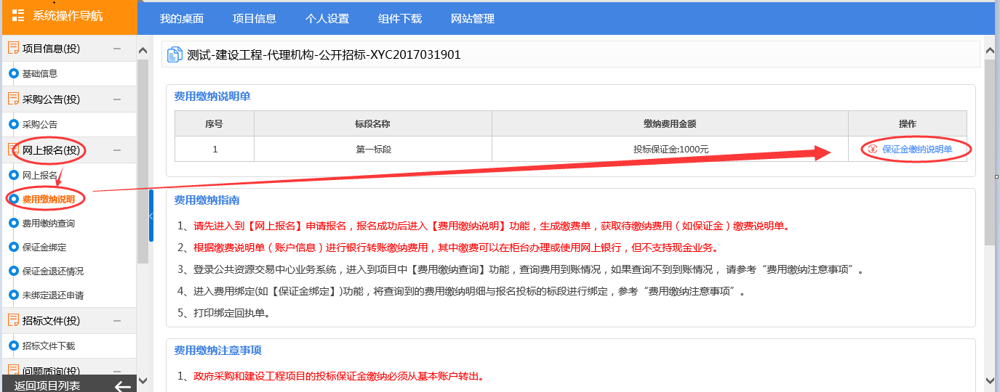 系统操作导航
我的桌面 项目信息 个人设置 组件下载 网站管理
项目信息(投)
基础信息
采购公告(投)
采购公告
网上报名(投)
网上报名
费用缴纳说明
费用缴纳查询
保证金绑定
保证金退还情况
未绑定退还申请
招标文件(投)
招标文件下载
问题质询(投)
返回项目列表
测试-建设工程-代理机构-公开招标-XYC2017031901
费用缴纳说明单
序号 标段名称 缴纳费用金额 操作
1 第一标段 投标保证金:1000元 保证金缴纳说明单
费用缴纳指南
1、请先进入到【网上报名】申请报名，报名成功后进入【费用缴纳说明】功能，生成缴费单，获取待缴纳费用（如保证金）缴费说明单。
2、根据缴费说明单（账户信息）进行银行转账缴纳费用，其中缴费可以在柜台办理或使用网上银行，但不支持现金业务。
3、登录公共资源交易中心业务系统，进入到项目中【费用缴纳查询】功能，查询费用到账情况，如果查询不到到账情况， 请参考“费用缴纳注意事项”。
4、进入费用绑定(如【保证金绑定】)功能，将查询到的费用缴纳明细与报名投标的标段进行绑定，参考“费用缴纳注意事项”。
5、打印绑定回执单。
费用缴纳注意事项
1、政府采购和建设工程项目的投标保证金缴纳必须从基本账户转出。